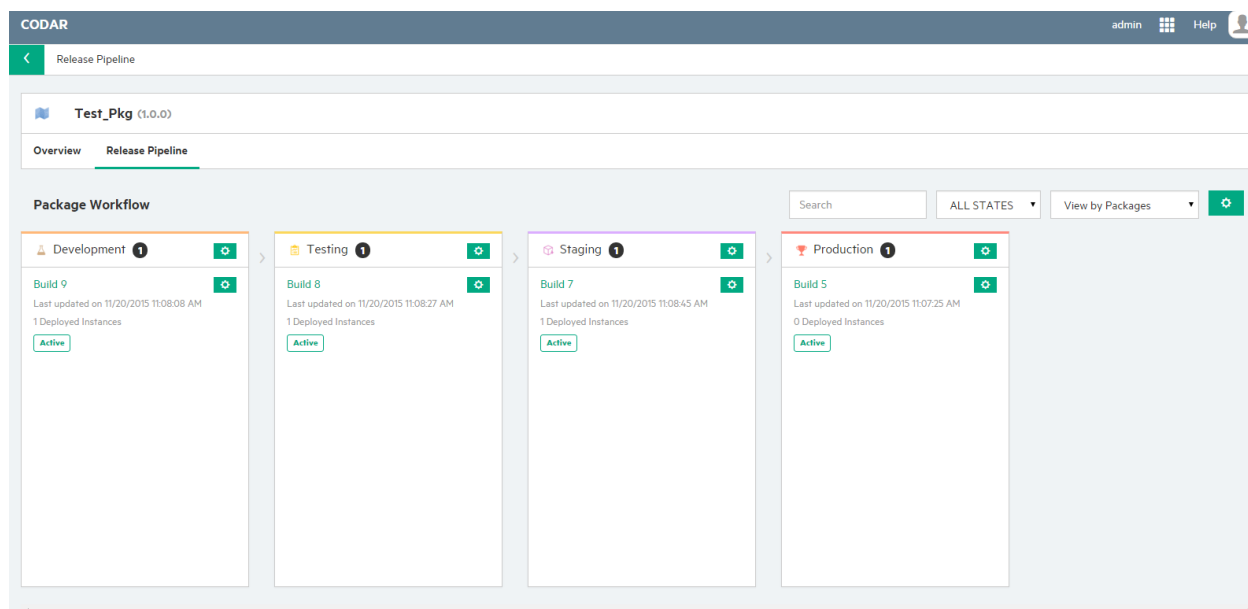 CODAR
admin Help
Release Pipeline
Test_Pkg (1.0.0)
Overview Release Pipeline
Package Workflow
Search ALL STATES View by Packages
Development 1 Testing 1 Staging 1 Production 1
Build 9
Last updated on 11/20/2015 11:08:08 AM
1 Deployed Instances
Active
Build 8
Last updated on 11/20/2015 11:08:27 AM
1 Deployed Instances
Active
Build 7
Last updated on 11/20/2015 11:08:45 AM
1 Deployed Instances
Active
Build 5
Last updated on 11/20/2015 11:07:25 AM
0 Deployed Instances
Active